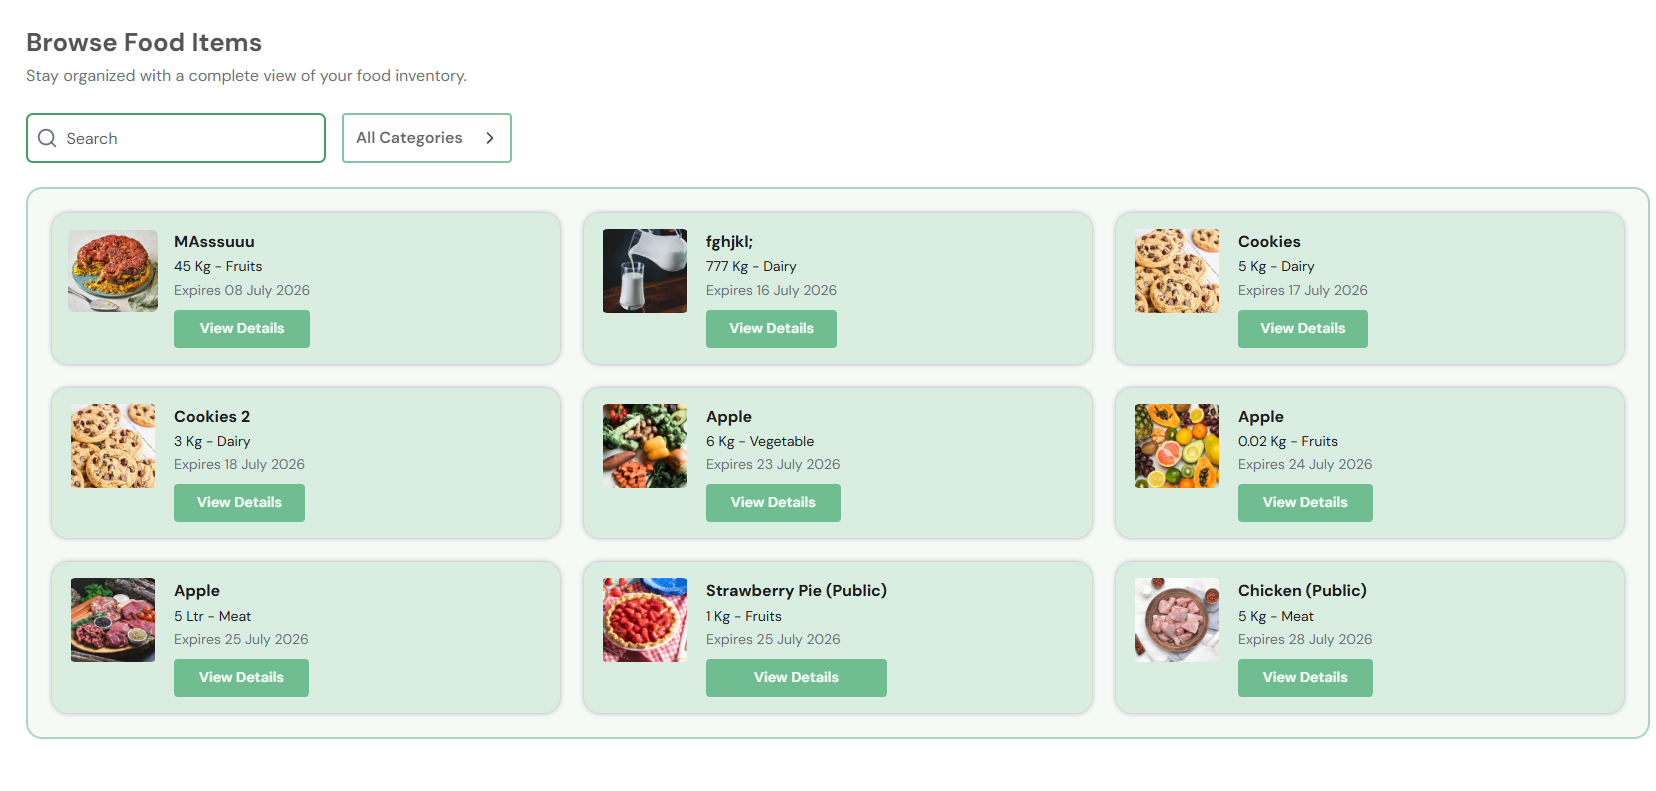 Browse Food Items
Stay organized with a complete view of your food inventory.
Search
All Categories
MAsssuuu
45 Kg - Fruits
Expires 08 July 2026
View Details
fghjkl;
777 Kg - Dairy
Expires 16 July 2026
View Details
Cookies
5 Kg - Dairy
Expires 17 July 2026
View Details
Cookies 2
3 Kg - Dairy
Expires 18 July 2026
View Details
Apple
6 Kg - Vegetable
Expires 23 July 2026
View Details
Apple
0.02 Kg - Fruits
Expires 24 July 2026
View Details
Apple
5 Ltr - Meat
Expires 25 July 2026
View Details
Strawberry Pie (Public)
1 Kg - Fruits
Expires 25 July 2026
View Details
Chicken (Public)
5 Kg - Meat
Expires 28 July 2026
View Details